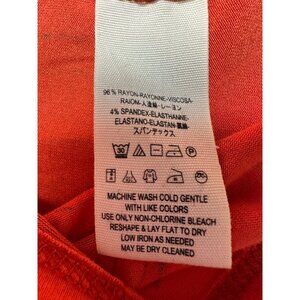 96% RAYON-RAYONNE-VISCOSA-
RAION-人造絲-レーヨン
4% SPANDEX-ELASTHANNE-
ELASTANO-ELASTAN-
スパンデックス
30
MACHINE WASH COLD GENTLE
WITH LIKE COLORS
USE ONLY NON-CHLORINE BLEACH
RESHAPE & LAY FLAT TO DRY
LOW IRON AS NEEDED
MAY BE DRY CLEANED